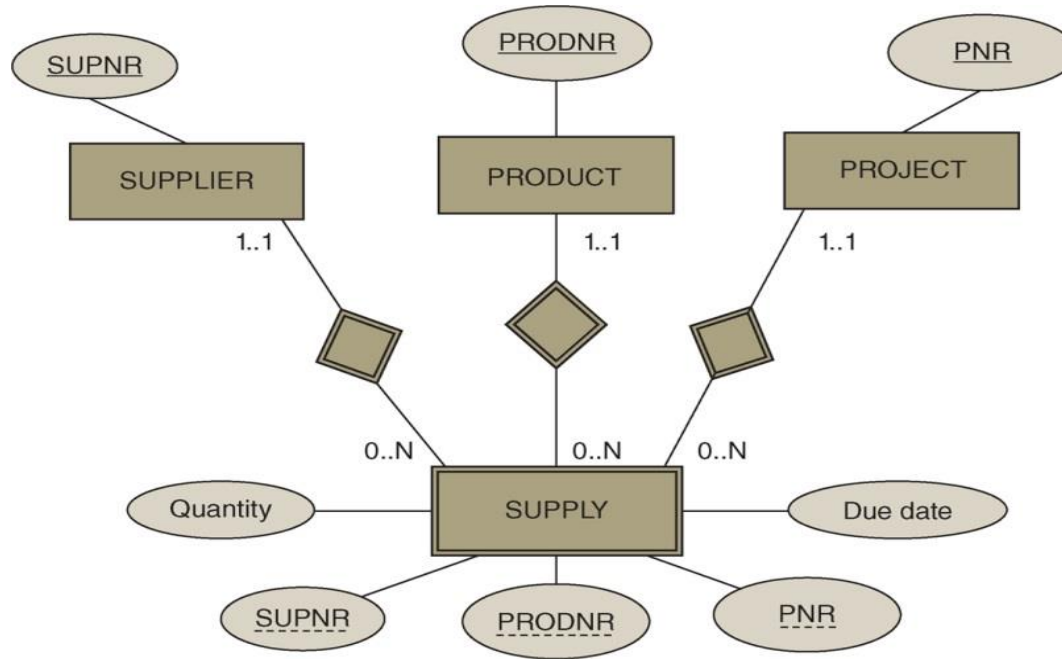 SUPNR
PRODNR
PNR
SUPPLIER
PRODUCT
PROJECT
1..1
1..1
1..1
0..N
0..N
0..N
Quantity
SUPPLY
Due date
SUPNR
PRODNR
PNR